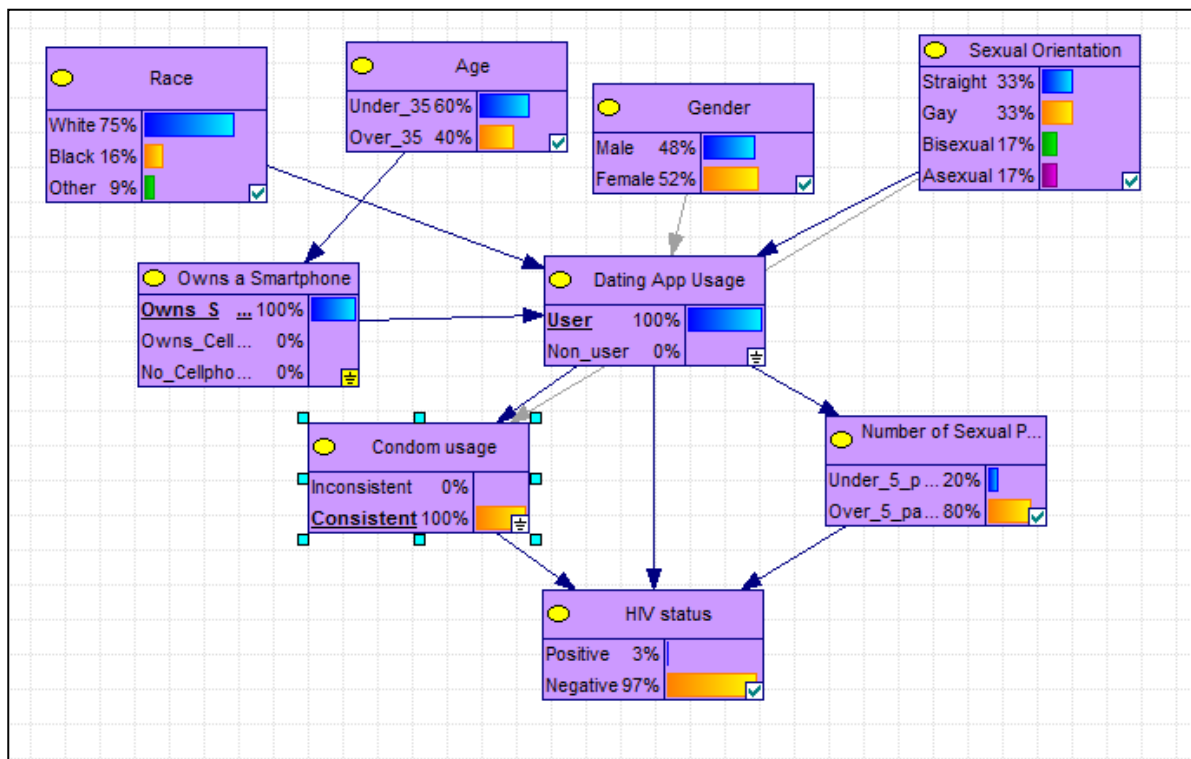 Race
White 75%
Black 16%
Other 9%
Age
Under_35 60%
Over_35 40%
Gender
Male 48%
Female 52%
Sexual Orientation
Straight 33%
Gay 33%
Bisexual 17%
Asexual 17%
Owns a Smartphone
Owns_S ... 100%
Owns_Cell ... 0%
No_Cellpho ... 0%
Dating App Usage
User 100%
Non_user 0%
Condom usage
Inconsistent 0%
Consistent 100%
Number of Sexual P...
Under_5_p ... 20%
Over_5_pa... 80%
HIV status
Positive 3%
Negative 97%